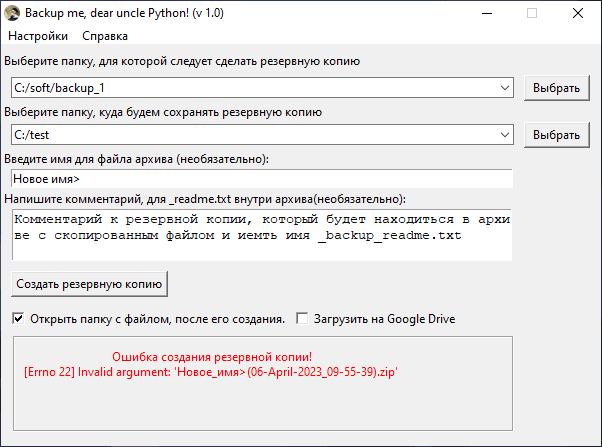 Backup me, dear uncle Python! (v 1.0)
Настройки Справка
Выберите папку, для которой следует сделать резервную копию
C:/soft/backup_1
Выбрать
Выберите папку, куда будем сохранять резервную копию
C:/test
Выбрать
Введите имя для файла архива (необязательно):
Новое имя>
Напишите комментарий, для _readme.txt внутри архива(необязательно):
Комментарий к резервной копии, который будет находиться в архи
ве с скопированным файлом и иемть имя _backup_readme.txt
Создать резервную копию
Открыть папку с файлом, после его создания. Загрузить на Google Drive
Ошибка создания резервной копии!
[Errno 22] Invalid argument: 'Новое_имя>(06-April-2023_09-55-39).zip'